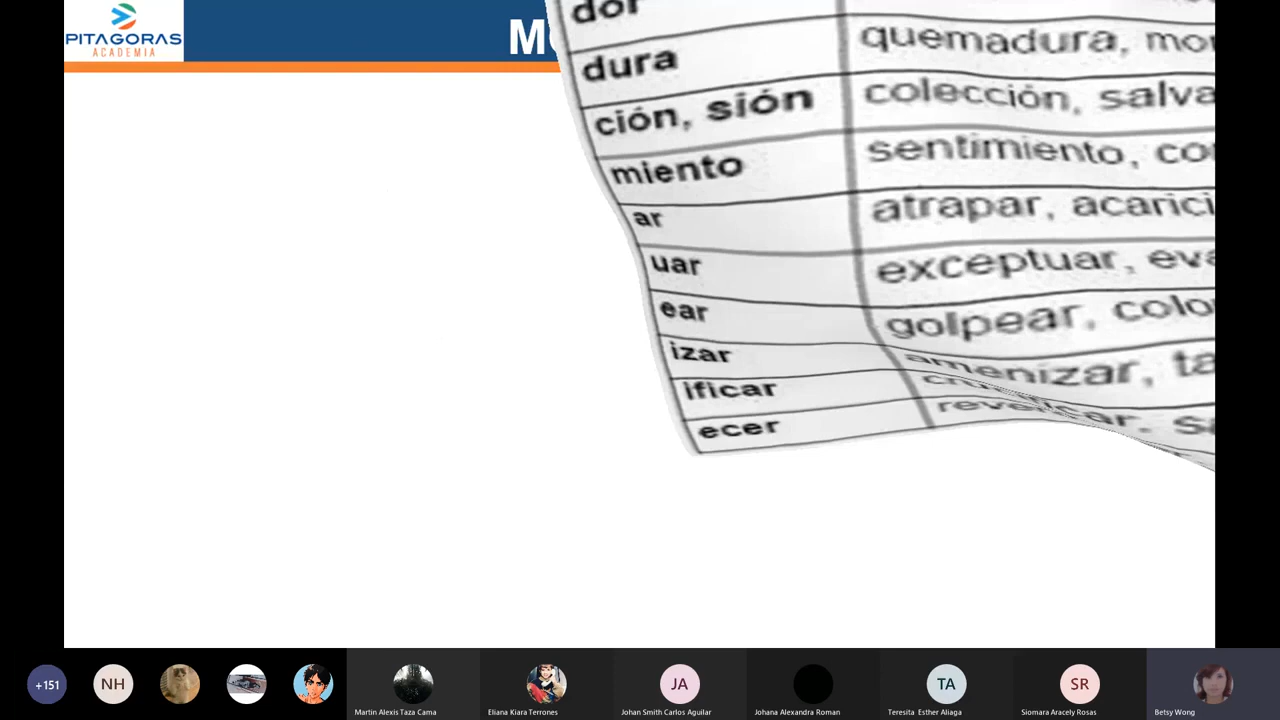 PITAGORAS
ACADEMIA
dor
dura
quemadura,
ción, sión
colección,
miento
sentimiento,
ar
atrapar,
uar
exceptuar,
ear
golpear,
izar
amenizar,
ificar
ecer
+151
NH
JA
TA
SR
Martin Alexis Taza Cama
Eliana Kiara Terrones
Johan Smith Carlos Aguilar
Johana Alexandra Roman
Teresita Esther Aliaga
Siomara Aracely Rosas
Betsy Wong